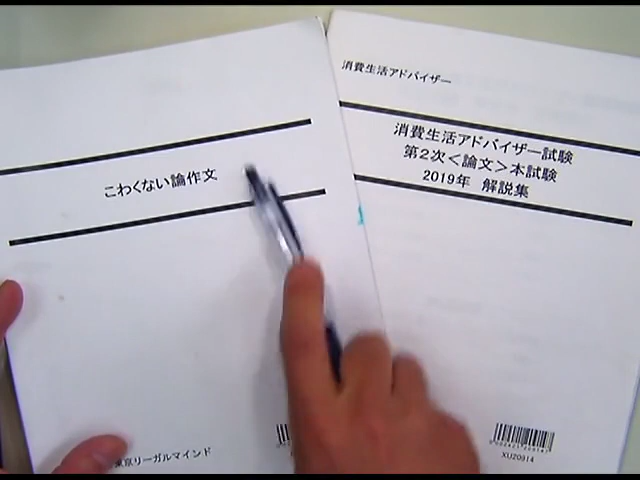 こわくない論作文
東京リーガルマインド
消費生活アドバイザー
消費生活アドバイザー試験
第2次＜論文＞本試験
2019年 解説集
XU20914